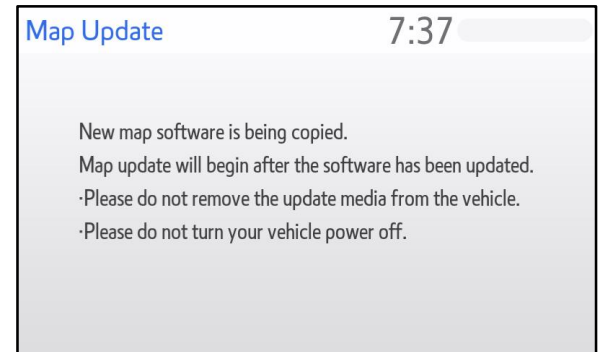 Map Update 7:37
New map software is being copied.
Map update will begin after the software has been updated.
·Please do not remove the update media from the vehicle.
·Please do not turn your vehicle power off.